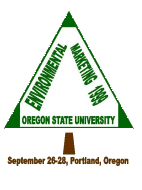 ENVIRONMENTAL
MARKETING 1999
OREGON STATE UNIVERSITY
September 26-28, Portland, Oregon